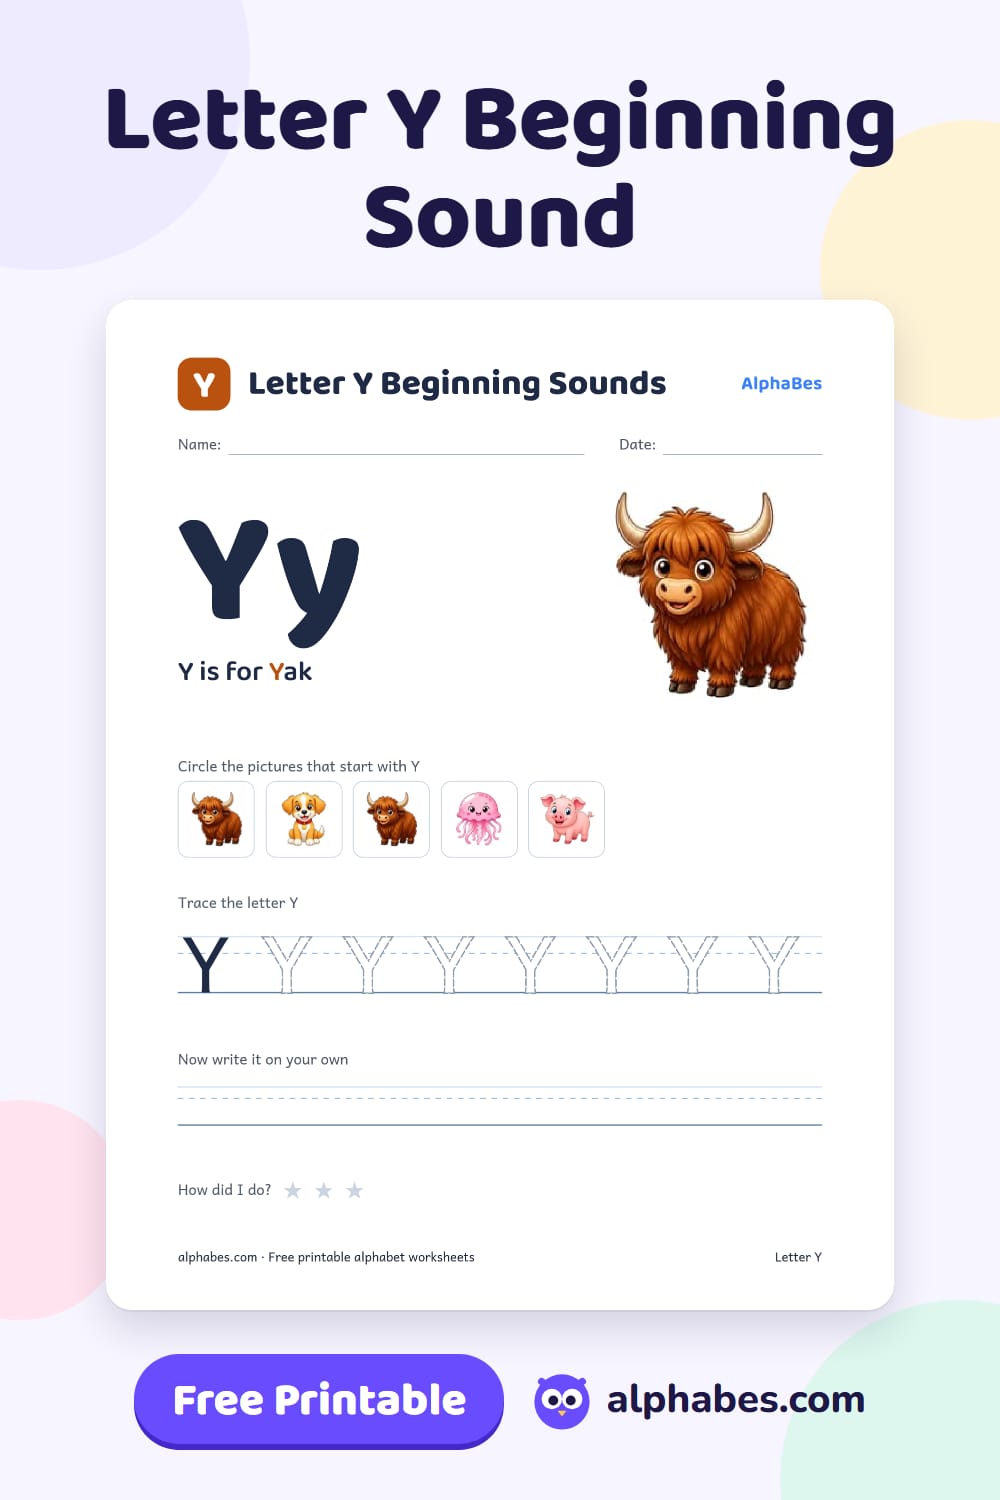 Letter Y Beginning
Sound
Y Letter Y Beginning Sounds AlphaBes
Name: Date:
Yy
Y is for Yak
Circle the pictures that start with Y
Trace the letter Y
Y Y Y Y Y Y Y Y
Now write it on your own
How did I do?
alphabes.com · Free printable alphabet worksheets Letter Y
Free Printable alphabes.com